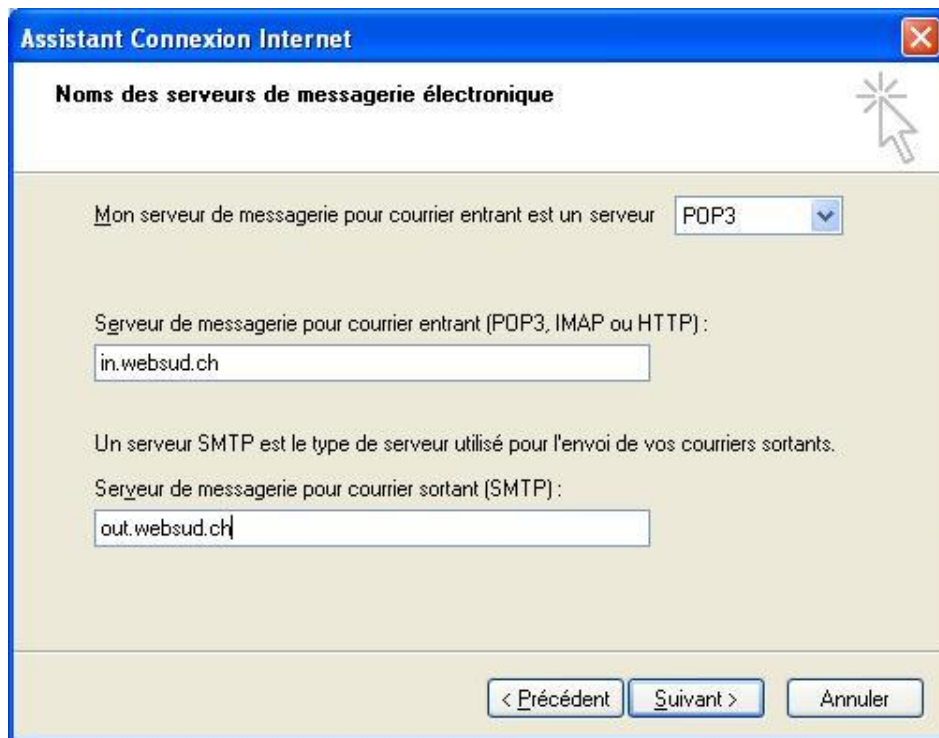 Assistant Connexion Internet
Noms des serveurs de messagerie électronique
Mon serveur de messagerie pour courrier entrant est un serveur POP3
Serveur de messagerie pour courrier entrant (POP3, IMAP ou HTTP) :
in.websud.ch
Un serveur SMTP est le type de serveur utilisé pour l'envoi de vos courriers sortants.
Serveur de messagerie pour courrier sortant (SMTP) :
out.websud.ch
< Précédent Suivant > Annuler